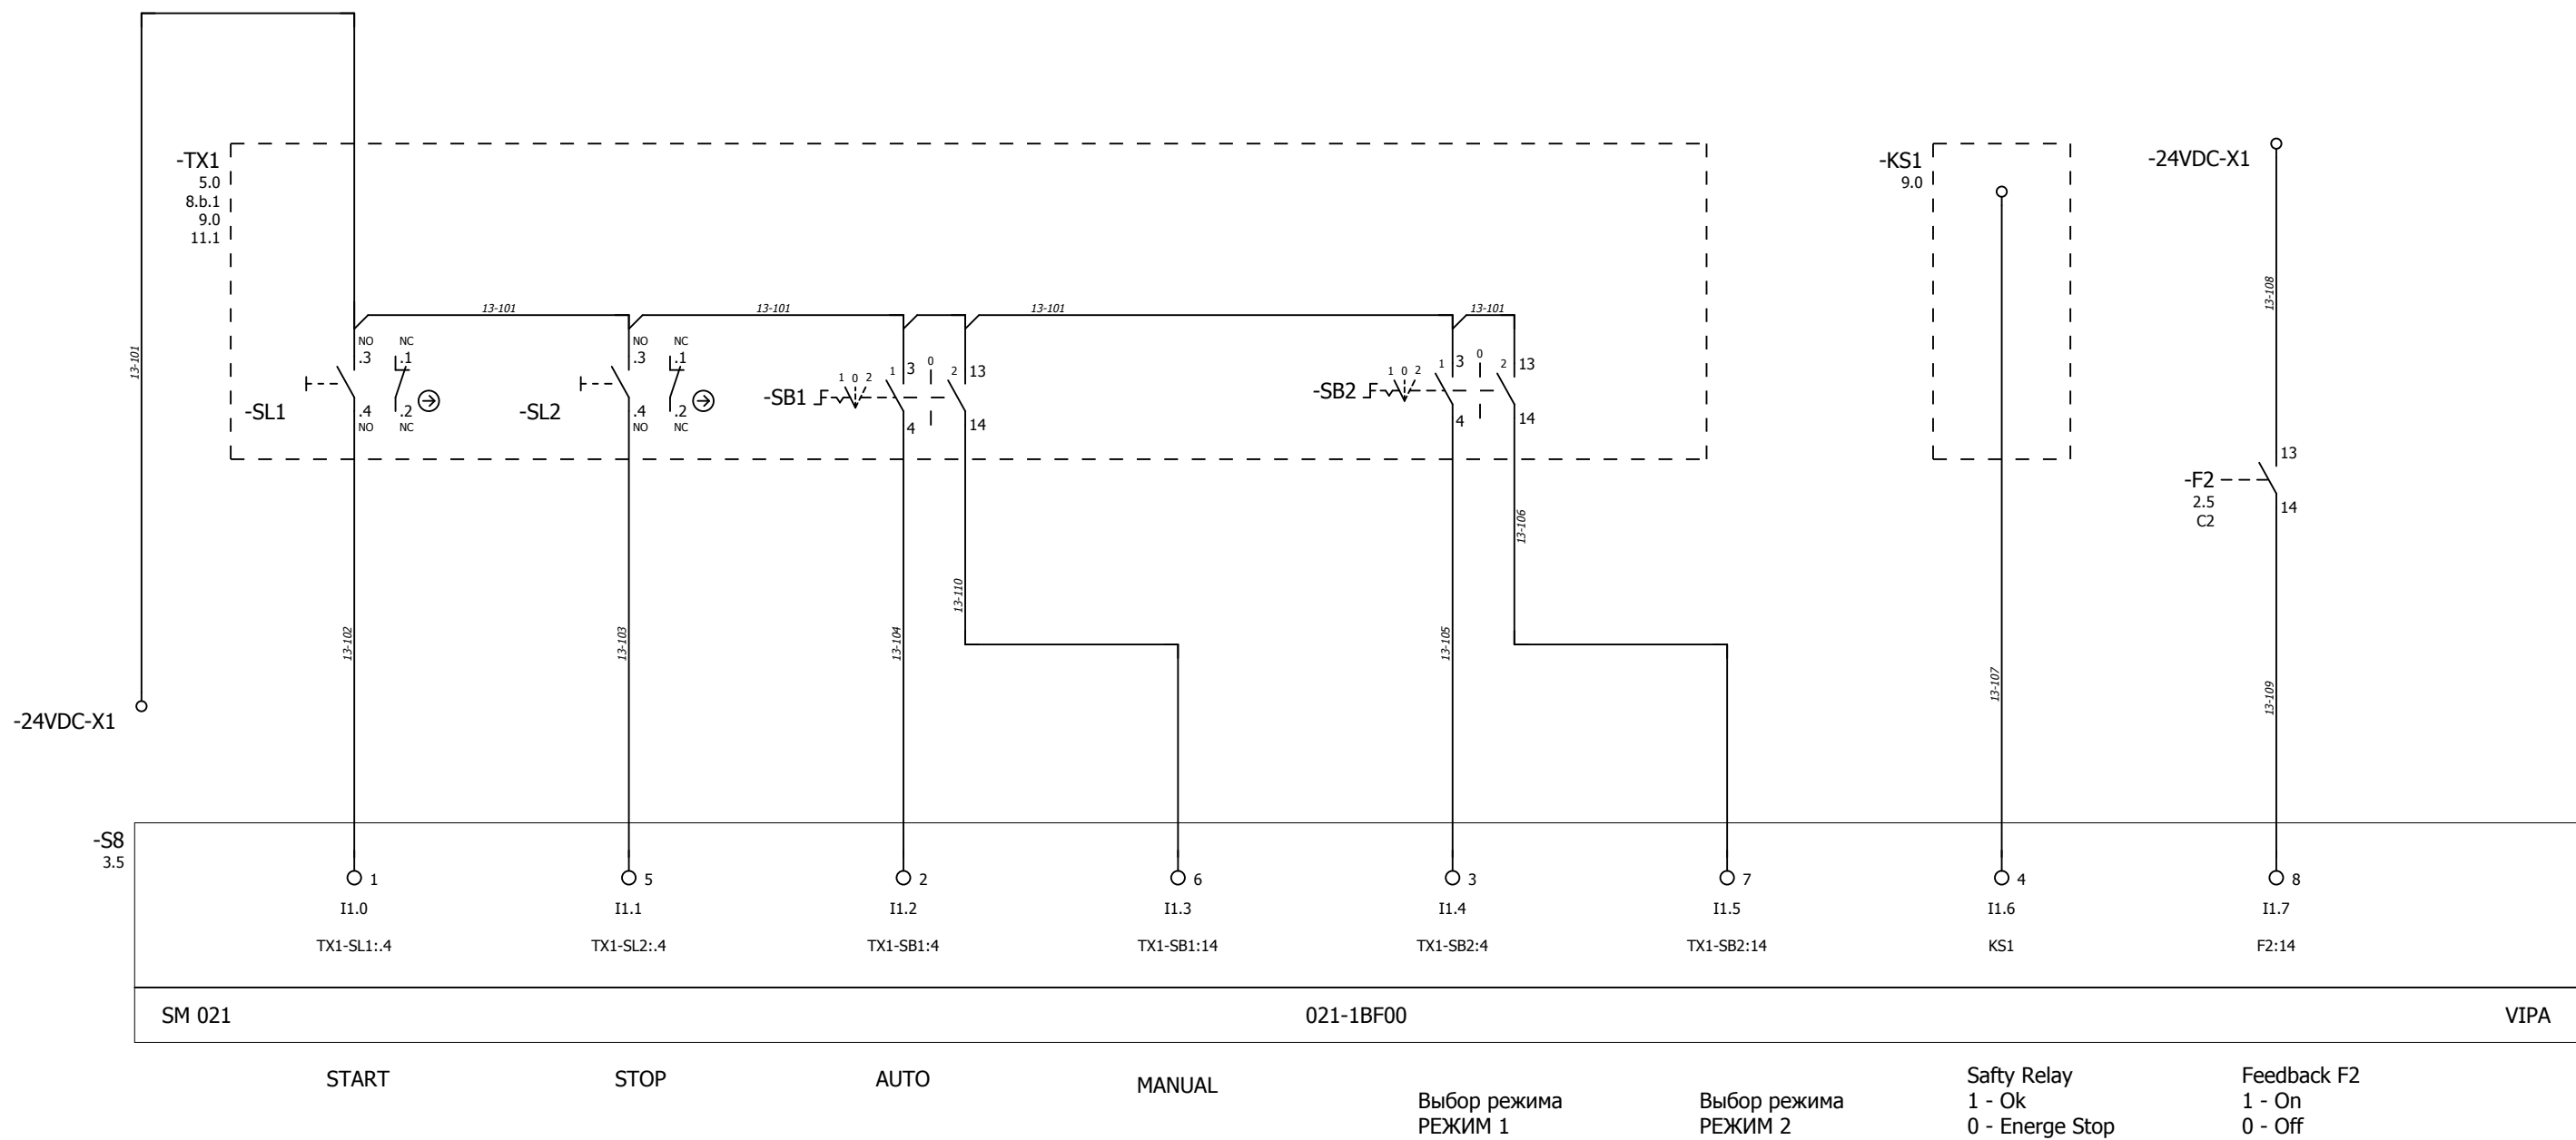 -TX1
5.0
8.b.1
9.0
11.1
-KS1
9.0
-24VDC-X1
13-101
13-101
13-101
13-101
13-101
13-108
NO NC
.3 .1
-SL1
.4 .2
NO NC
NO NC
.3 .1
-SL2
.4 .2
NO NC
-SB1
1 0 2
1 3 0 2 13
4 14
-SB2
1 0 2
1 3 0 2 13
4 14
-F2
2.5
C2
13
14
13-102
13-103
13-104
13-110
13-105
13-106
13-107
13-109
-24VDC-X1
-S8
3.5
1 5 2 6 3 7 4 8
I1.0 I1.1 I1.2 I1.3 I1.4 I1.5 I1.6 I1.7
TX1-SL1:.4 TX1-SL2:.4 TX1-SB1:4 TX1-SB1:14 TX1-SB2:4 TX1-SB2:14 KS1 F2:14
SM 021 021-1BF00 VIPA
START
STOP
AUTO
MANUAL
Выбор режима
РЕЖИМ 1
Выбор режима
РЕЖИМ 2
Safty Relay
1 - Ok
0 - Energe Stop
Feedback F2
1 - On
0 - Off